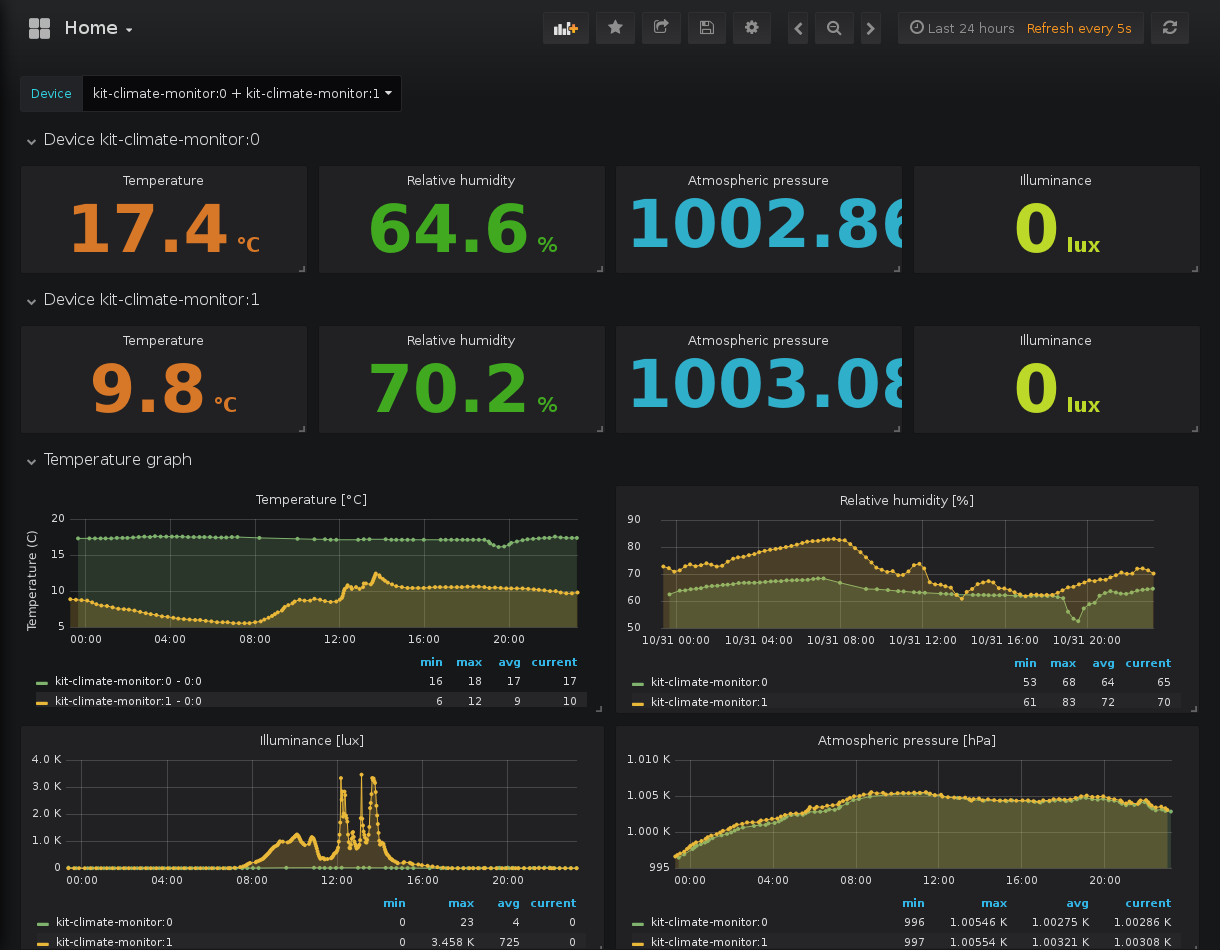 Home
Last 24 hours Refresh every 5s
Device kit-climate-monitor:0 + kit-climate-monitor:1
Device kit-climate-monitor:0
Temperature Relative humidity Atmospheric pressure Illuminance
17.4 °C 64.6 % 1002.86 0 lux
Device kit-climate-monitor:1
Temperature Relative humidity Atmospheric pressure Illuminance
9.8 °C 70.2 % 1003.08 0 lux
Temperature graph
Temperature [°C]
Temperature (C)
20
15
10
5
00:00 04:00 08:00 12:00 16:00 20:00
min max avg current
kit-climate-monitor:0 - 0:0 16 18 17 17
kit-climate-monitor:1 - 0:0 6 12 9 10
Relative humidity [%]
90
80
70
60
50
10/31 00:00 10/31 04:00 10/31 08:00 10/31 12:00 10/31 16:00 10/31 20:00
min max avg current
kit-climate-monitor:0 53 68 64 65
kit-climate-monitor:1 61 83 72 70
Illuminance [lux]
4.0 K
3.0 K
2.0 K
1.0 K
0
00:00 04:00 08:00 12:00 16:00 20:00
min max avg current
kit-climate-monitor:0 0 23 4 0
kit-climate-monitor:1 0 3.458 K 725 0
Atmospheric pressure [hPa]
1.010 K
1.005 K
1.000 K
995
00:00 04:00 08:00 12:00 16:00 20:00
min max avg current
kit-climate-monitor:0 996 1.00546 K 1.00275 K 1.00286 K
kit-climate-monitor:1 997 1.00554 K 1.00321 K 1.00308 K